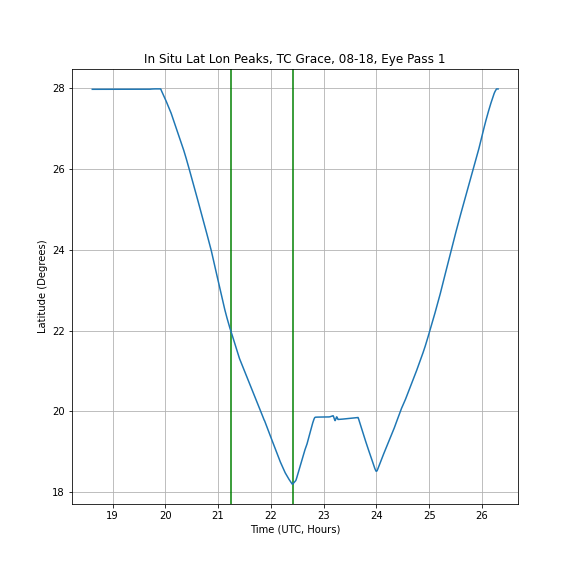 In Situ Lat Lon Peaks, TC Grace, 08-18, Eye Pass 1
28
26
24
22
20
18
Latitude (Degrees)
19 20 21 22 23 24 25 26
Time (UTC, Hours)